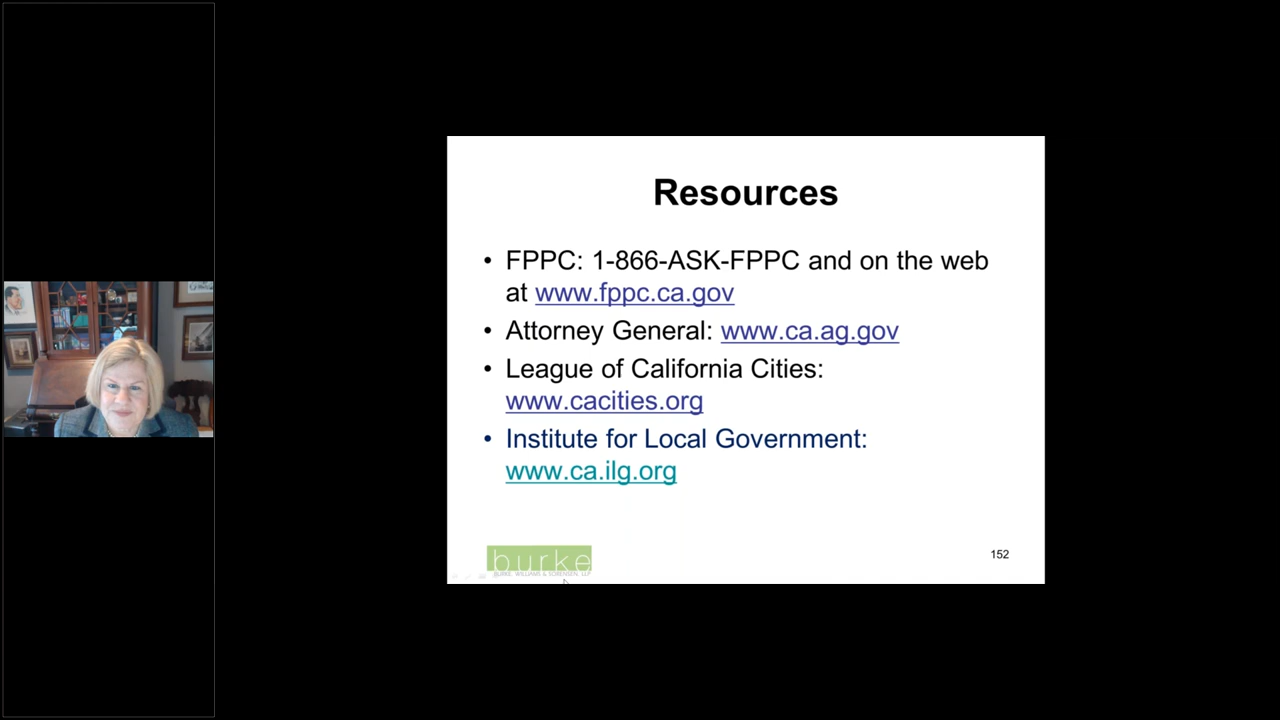 Resources
• FPPC: 1-866-ASK-FPPC and on the web
at www.fppc.ca.gov
• Attorney General: www.ca.ag.gov
• League of California Cities:
www.cacities.org
• Institute for Local Government:
www.ca.ilg.org
burke
BURKE, WILLIAMS & SORENSEN, LLP
152